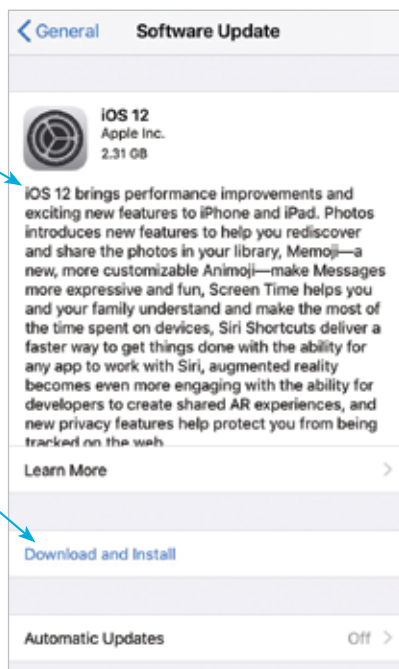 General Software Update
iOS 12
Apple Inc.
2.31 GB
iOS 12 brings performance improvements and
exciting new features to iPhone and iPad. Photos
introduces new features to help you rediscover
and share the photos in your library, Memoji—a
new, more customizable Animoji—make Messages
more expressive and fun, Screen Time helps you
and your family understand and make the most of
the time spent on devices, Siri Shortcuts deliver a
faster way to get things done with the ability for
any app to work with Siri, augmented reality
becomes even more engaging with the ability for
developers to create shared AR experiences, and
new privacy features help protect you from being
tracked on the web
Learn More
Download and Install
Automatic Updates Off